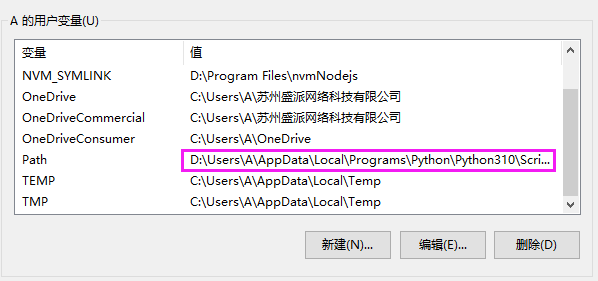 A 的用户变量(U)
变量 值
NVM_SYMLINK D:\Program Files\nvmNodejs
OneDrive C:\Users\A\苏州盛派网络科技有限公司
OneDriveCommercial C:\Users\A\苏州盛派网络科技有限公司
OneDriveConsumer C:\Users\A\OneDrive
Path D:\Users\A\AppData\Local\Programs\Python\Python310\Scri...
TEMP C:\Users\A\AppData\Local\Temp
TMP C:\Users\A\AppData\Local\Temp
新建(N)... 编辑(E)... 删除(D)